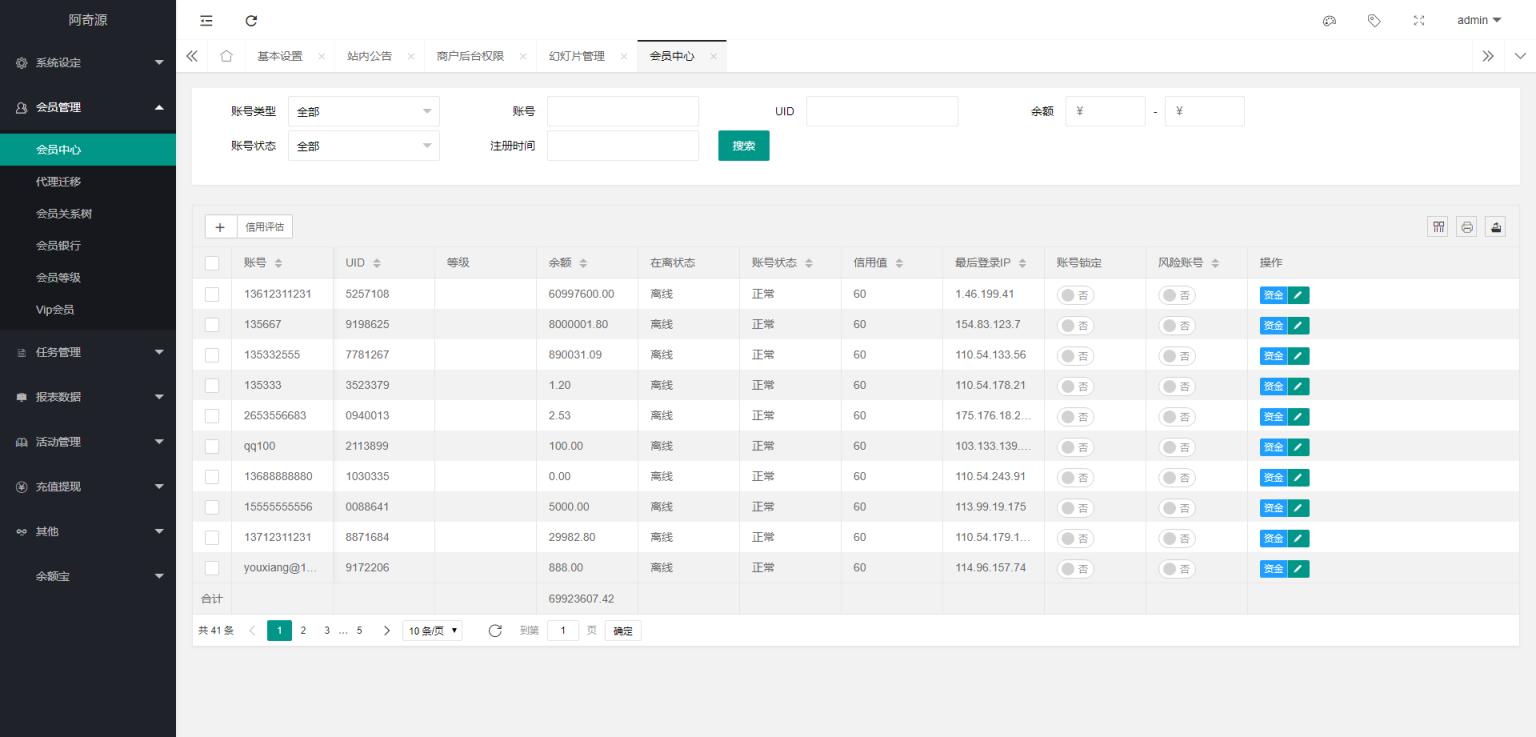 阿奇源
admin
基本设置
站内公告
商户后台权限
幻灯片管理
会员中心
系统设定
会员管理
会员中心
代理迁移
会员关系树
会员银行
会员等级
Vip会员
任务管理
报表数据
活动管理
充值提现
其他
余额宝
账号类型 全部 账号 UID 余额 ¥ - ¥
账号状态 全部 注册时间 搜索
信用评估
账号 UID 等级 余额 在离状态 账号状态 信用值 最后登录IP 账号锁定 风险账号 操作
13612311231 5257108 60997600.00 离线 正常 60 1.46.199.41 否 否 资金
135667 9198625 8000001.80 离线 正常 60 154.83.123.7 否 否 资金
135332555 7781267 890031.09 离线 正常 60 110.54.133.56 否 否 资金
135333 3523379 1.20 离线 正常 60 110.54.178.21 否 否 资金
2653556683 0940013 2.53 离线 正常 60 175.176.18.2... 否 否 资金
qq100 2113899 100.00 离线 正常 60 103.133.139.... 否 否 资金
13688888880 1030335 0.00 离线 正常 60 110.54.243.91 否 否 资金
15555555556 0088641 5000.00 离线 正常 60 113.99.19.175 否 否 资金
13712311231 8871684 29982.80 离线 正常 60 110.54.179.1... 否 否 资金
youxiang@1... 9172206 888.00 离线 正常 60 114.96.157.74 否 否 资金
合计 69923607.42
共 41 条 1 2 3 ... 5 10 条/页 到第 1 页 确定